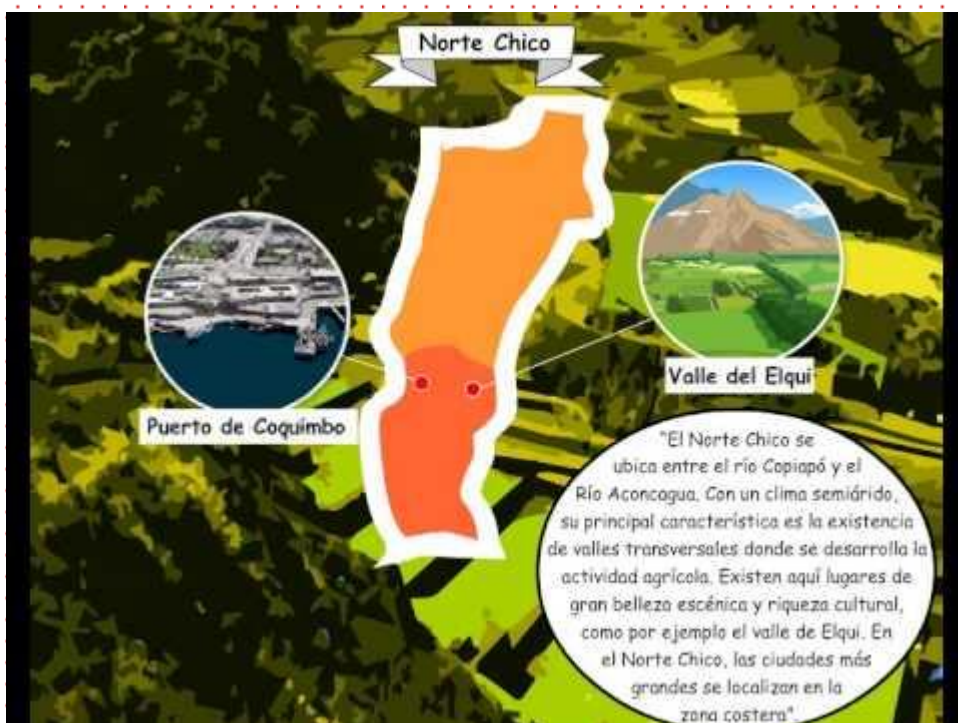 Norte Chico
Valle del Elqui
Puerto de Coquimbo
"El Norte Chico se
ubica entre el río Copiapó y el
Río Aconcagua. Con un clima semiárido,
su principal característica es la existencia
de valles transversales donde se desarrolla la
actividad agrícola. Existen aquí lugares de
gran belleza escénica y riqueza cultural,
como por ejemplo el valle de Elqui. En
el Norte Chico, las ciudades más
grandes se localizan en la
zona costera"